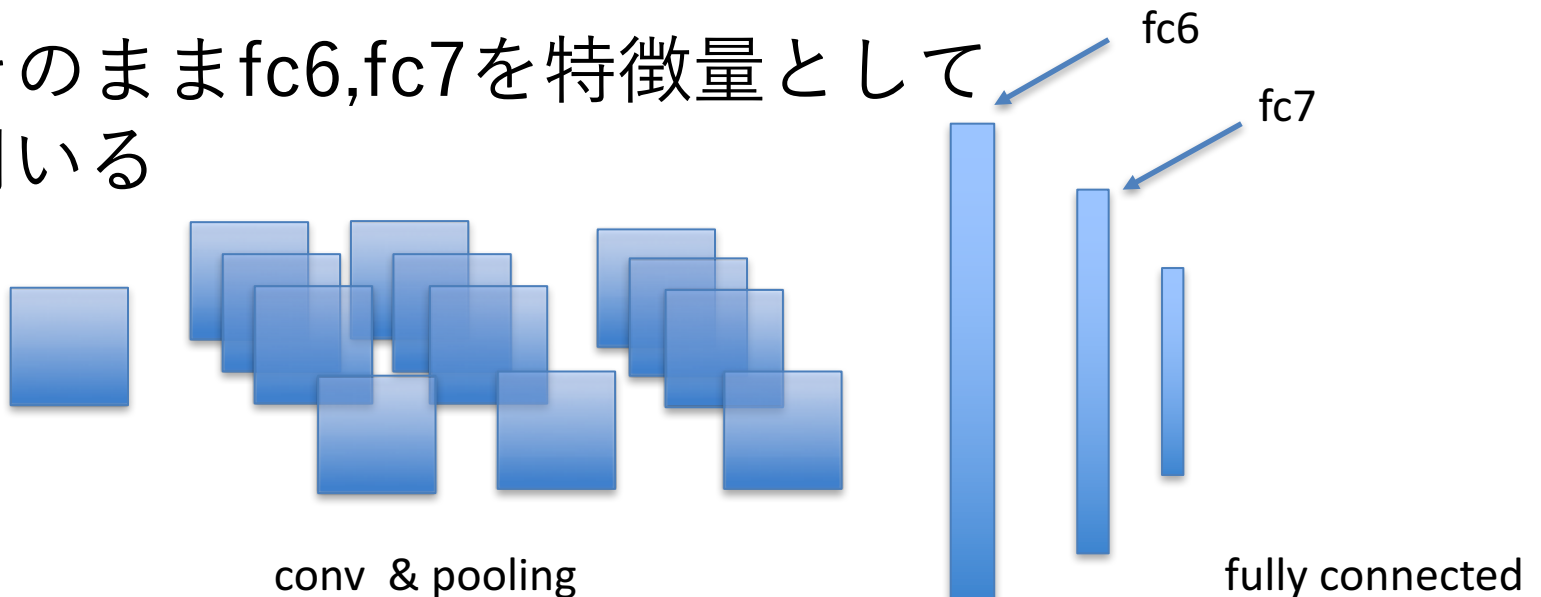 のままfc6,fc7を特徴量として
いる
fc6
fc7
conv & pooling
fully connected